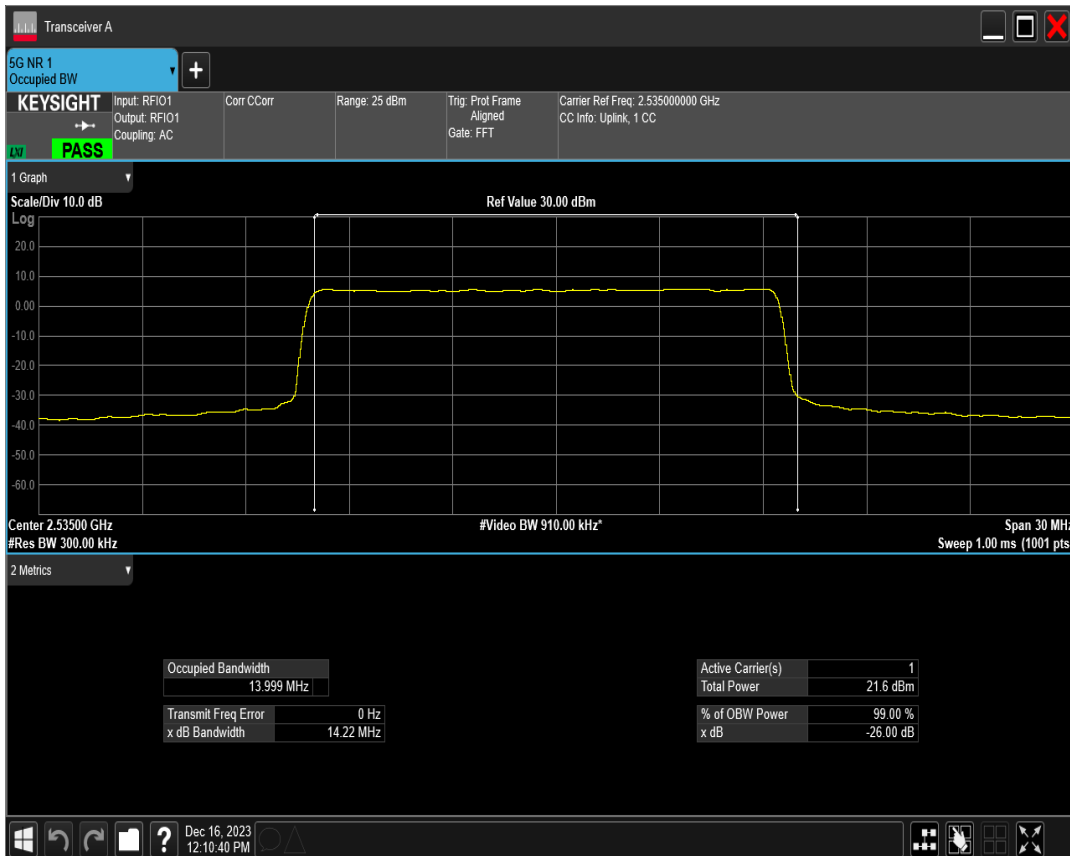 Transceiver A
5G NR 1
Occupied BW
KEYSIGHT
Input: RFIO1
Output: RFIO1
Coupling: AC
Corr CCorr
Range: 25 dBm
Trig: Prot Frame
Aligned
Gate: FFT
Carrier Ref Freq: 2.535000000 GHz
CC Info: Uplink, 1 CC
LXI
PASS
1 Graph
Scale/Div 10.0 dB
Ref Value 30.00 dBm
Log
20.0
10.0
0.00
-10.0
-20.0
-30.0
-40.0
-50.0
-60.0
Center 2.53500 GHz
#Video BW 910.00 kHz*
Span 30 MHz
#Res BW 300.00 kHz
Sweep 1.00 ms (1001 pts
2 Metrics
Occupied Bandwidth
13.999 MHz
Transmit Freq Error 0 Hz
x dB Bandwidth 14.22 MHz
Active Carrier(s) 1
Total Power 21.6 dBm
% of OBW Power 99.00 %
x dB -26.00 dB
?
Dec 16, 2023
12:10:40 PM